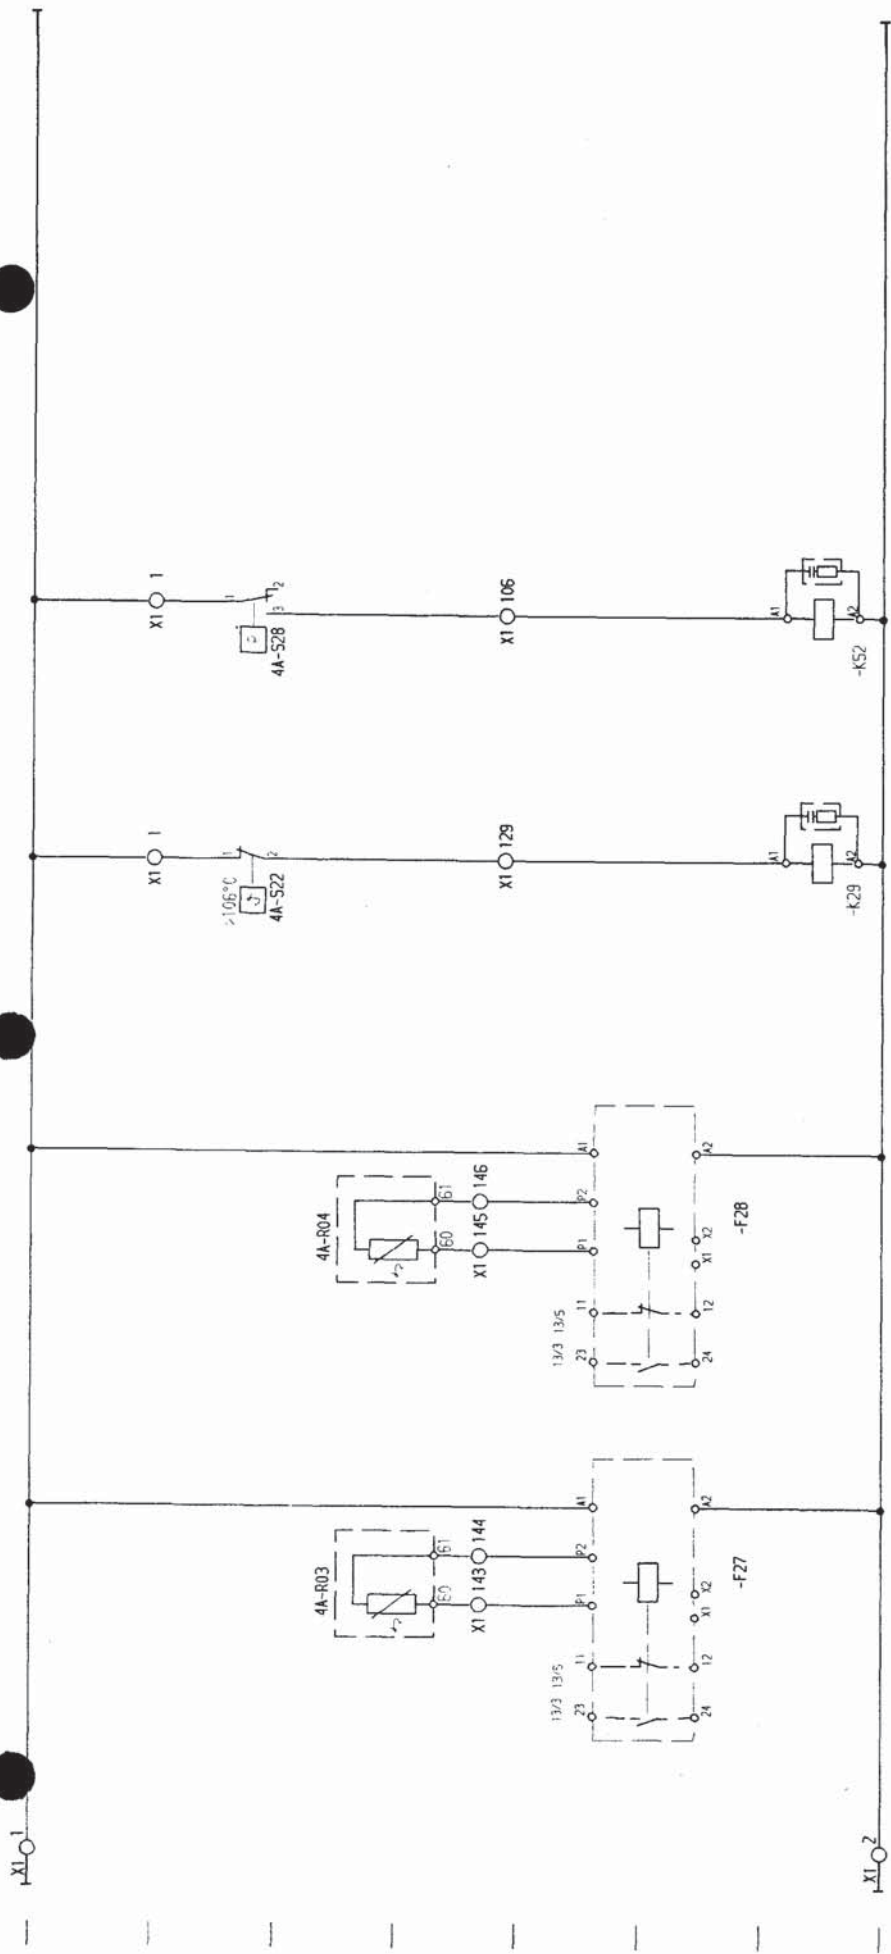 X1 1
4A-R03
60 61
X1 143 144
13/3 13/5
23 11 P1 P2 A1
24 12 X1 X2 A2
-F27
4A-R04
60 61
X1 145 146
13/3 13/5
23 11 P1 P2 A1
24 12 X1 X2 A2
-F28
X1 1
>106°C
1
2
4A-S22
X1 129
A1
A2
-K29
X1 1
P
1
3 2
4A-S28
X1 106
A1
A2
-K52
X1 2